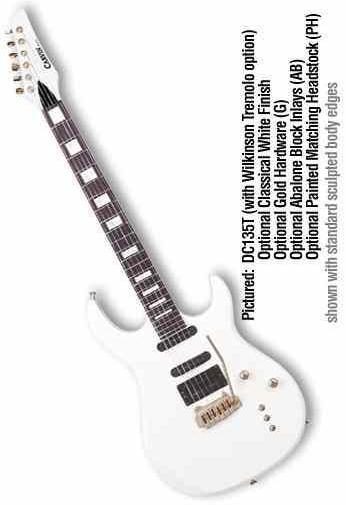 CARVIN
Pictured:  DC135T (with Wilkinson Tremolo option)
Optional Classical White Finish
Optional Gold Hardware (G)
Optional Abalone Block Inlays (AB)
Optional Painted Matching Headstock (PH)
shown with standard sculpted body edges